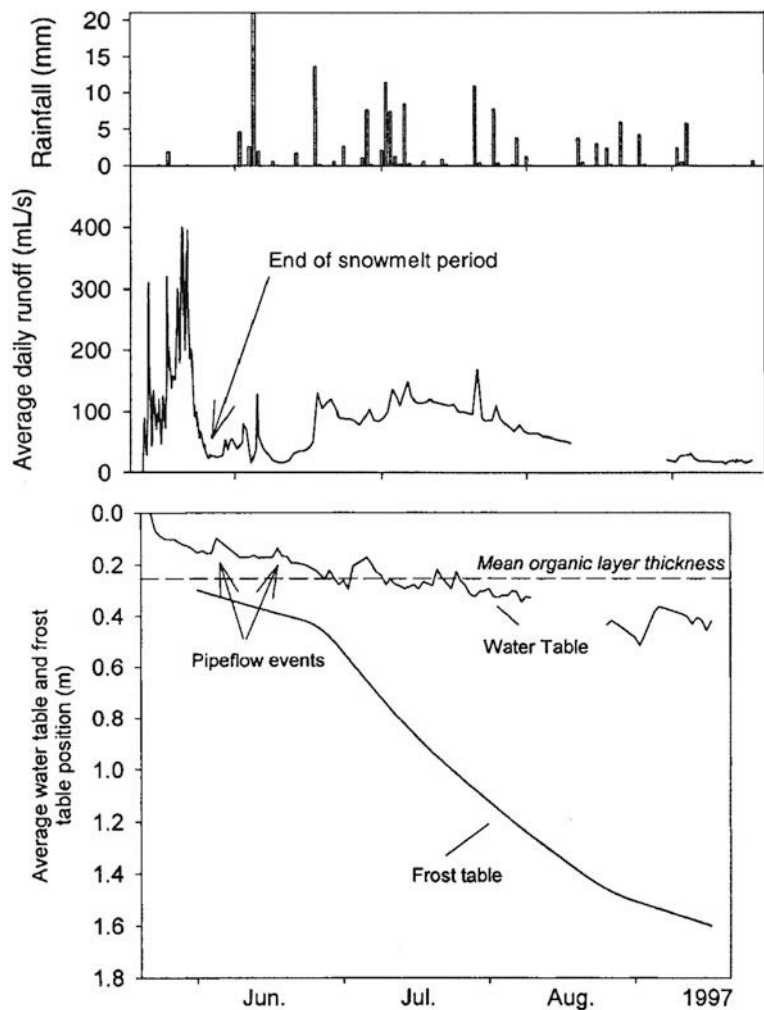 20
15
10
5
0
Rainfall (mm)
400
300
200
100
0
Average daily runoff (mL/s)
End of snowmelt period
0.0
0.2
0.4
0.6
0.8
1.0
1.2
1.4
1.6
1.8
Average water table and frost
table position (m)
Mean organic layer thickness
Water Table
Pipeflow events
Frost table
Jun.
Jul.
Aug.
1997